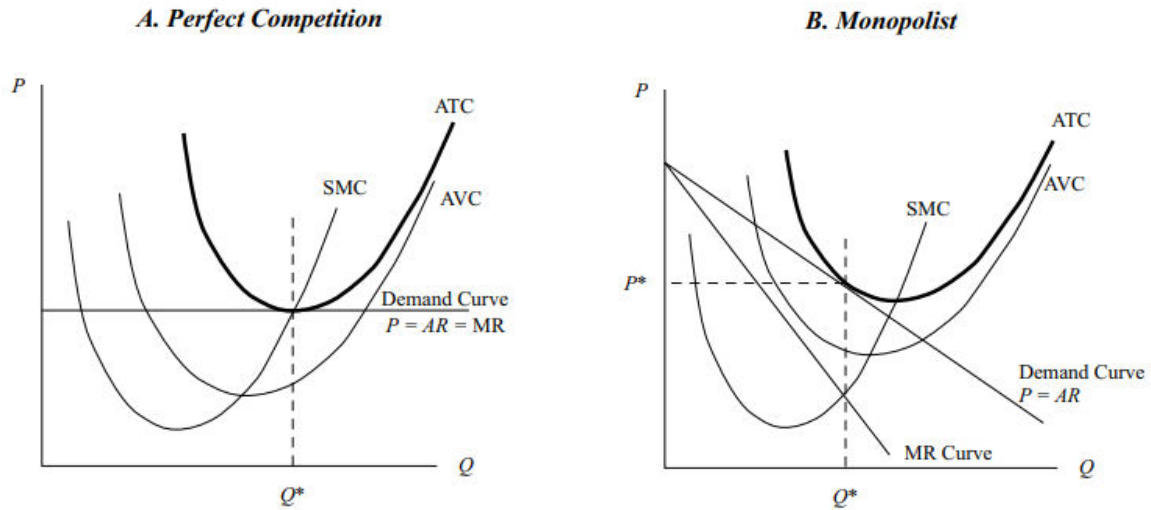 A. Perfect Competition
P
ATC
SMC
AVC
Demand Curve
P = AR = MR
Q
Q*
B. Monopolist
P
ATC
AVC
SMC
P*
Demand Curve
P = AR
MR Curve
Q
Q*